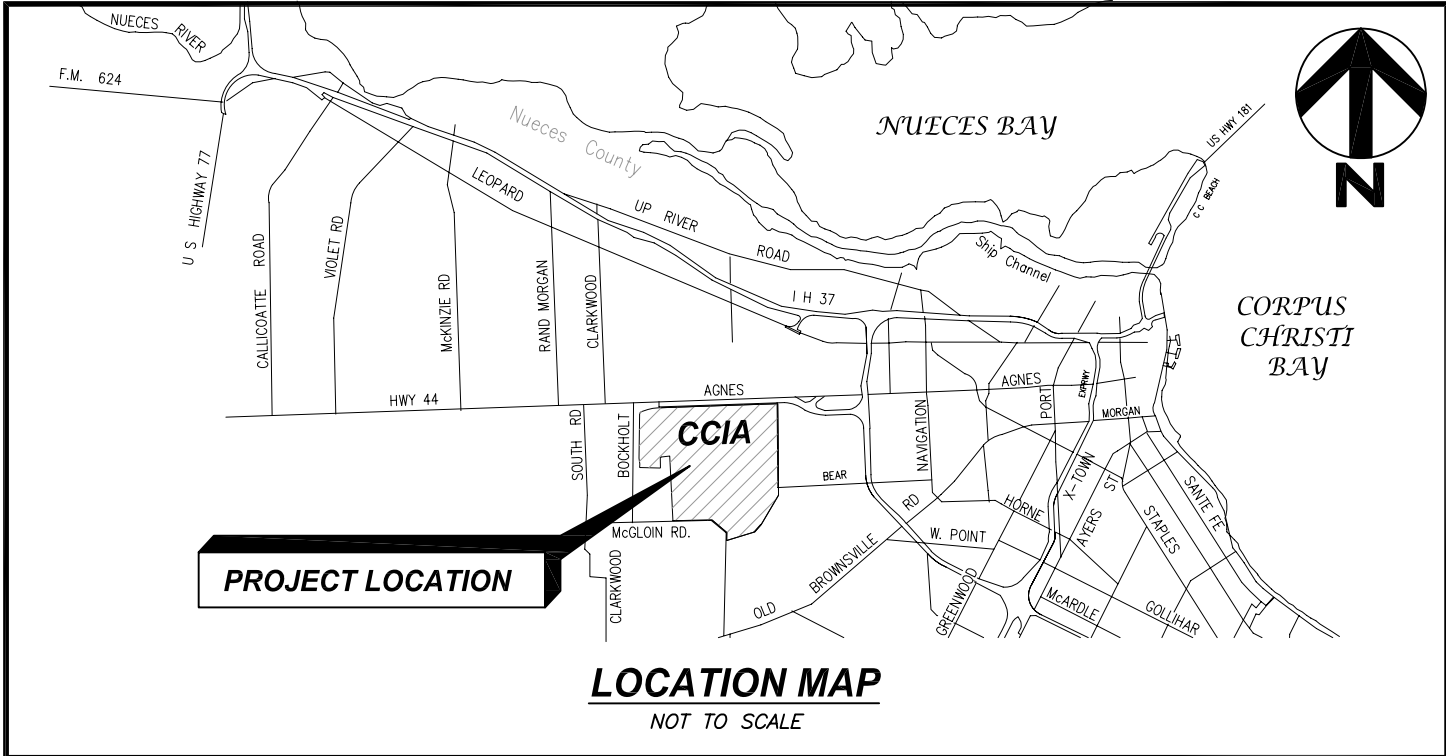 NUECES RIVER
F.M. 624
U S HIGHWAY 77
Nueces County
NUECES BAY
US HWY 181
N
C C BEACH
LEOPARD
UP RIVER ROAD
Ship Channel
CALLICOATTE ROAD
VIOLET RD
McKINZIE RD
RAND MORGAN
CLARKWOOD
I H 37
CORPUS
CHRISTI
BAY
HWY 44
AGNES
AGNES
SOUTH RD
BOCKHOLT
CCIA
NAVIGATION
PORT
EXPRWY
MORGAN
BEAR
X-TOWN
AYERS ST
STAPLES
SANTE FE
HORNE
McGLOIN RD.
W. POINT
OLD BROWNSVILLE RD
PROJECT LOCATION
CLARKWOOD
GREENWOOD
McARDLE
GOLLIHAR
LOCATION MAP
NOT TO SCALE